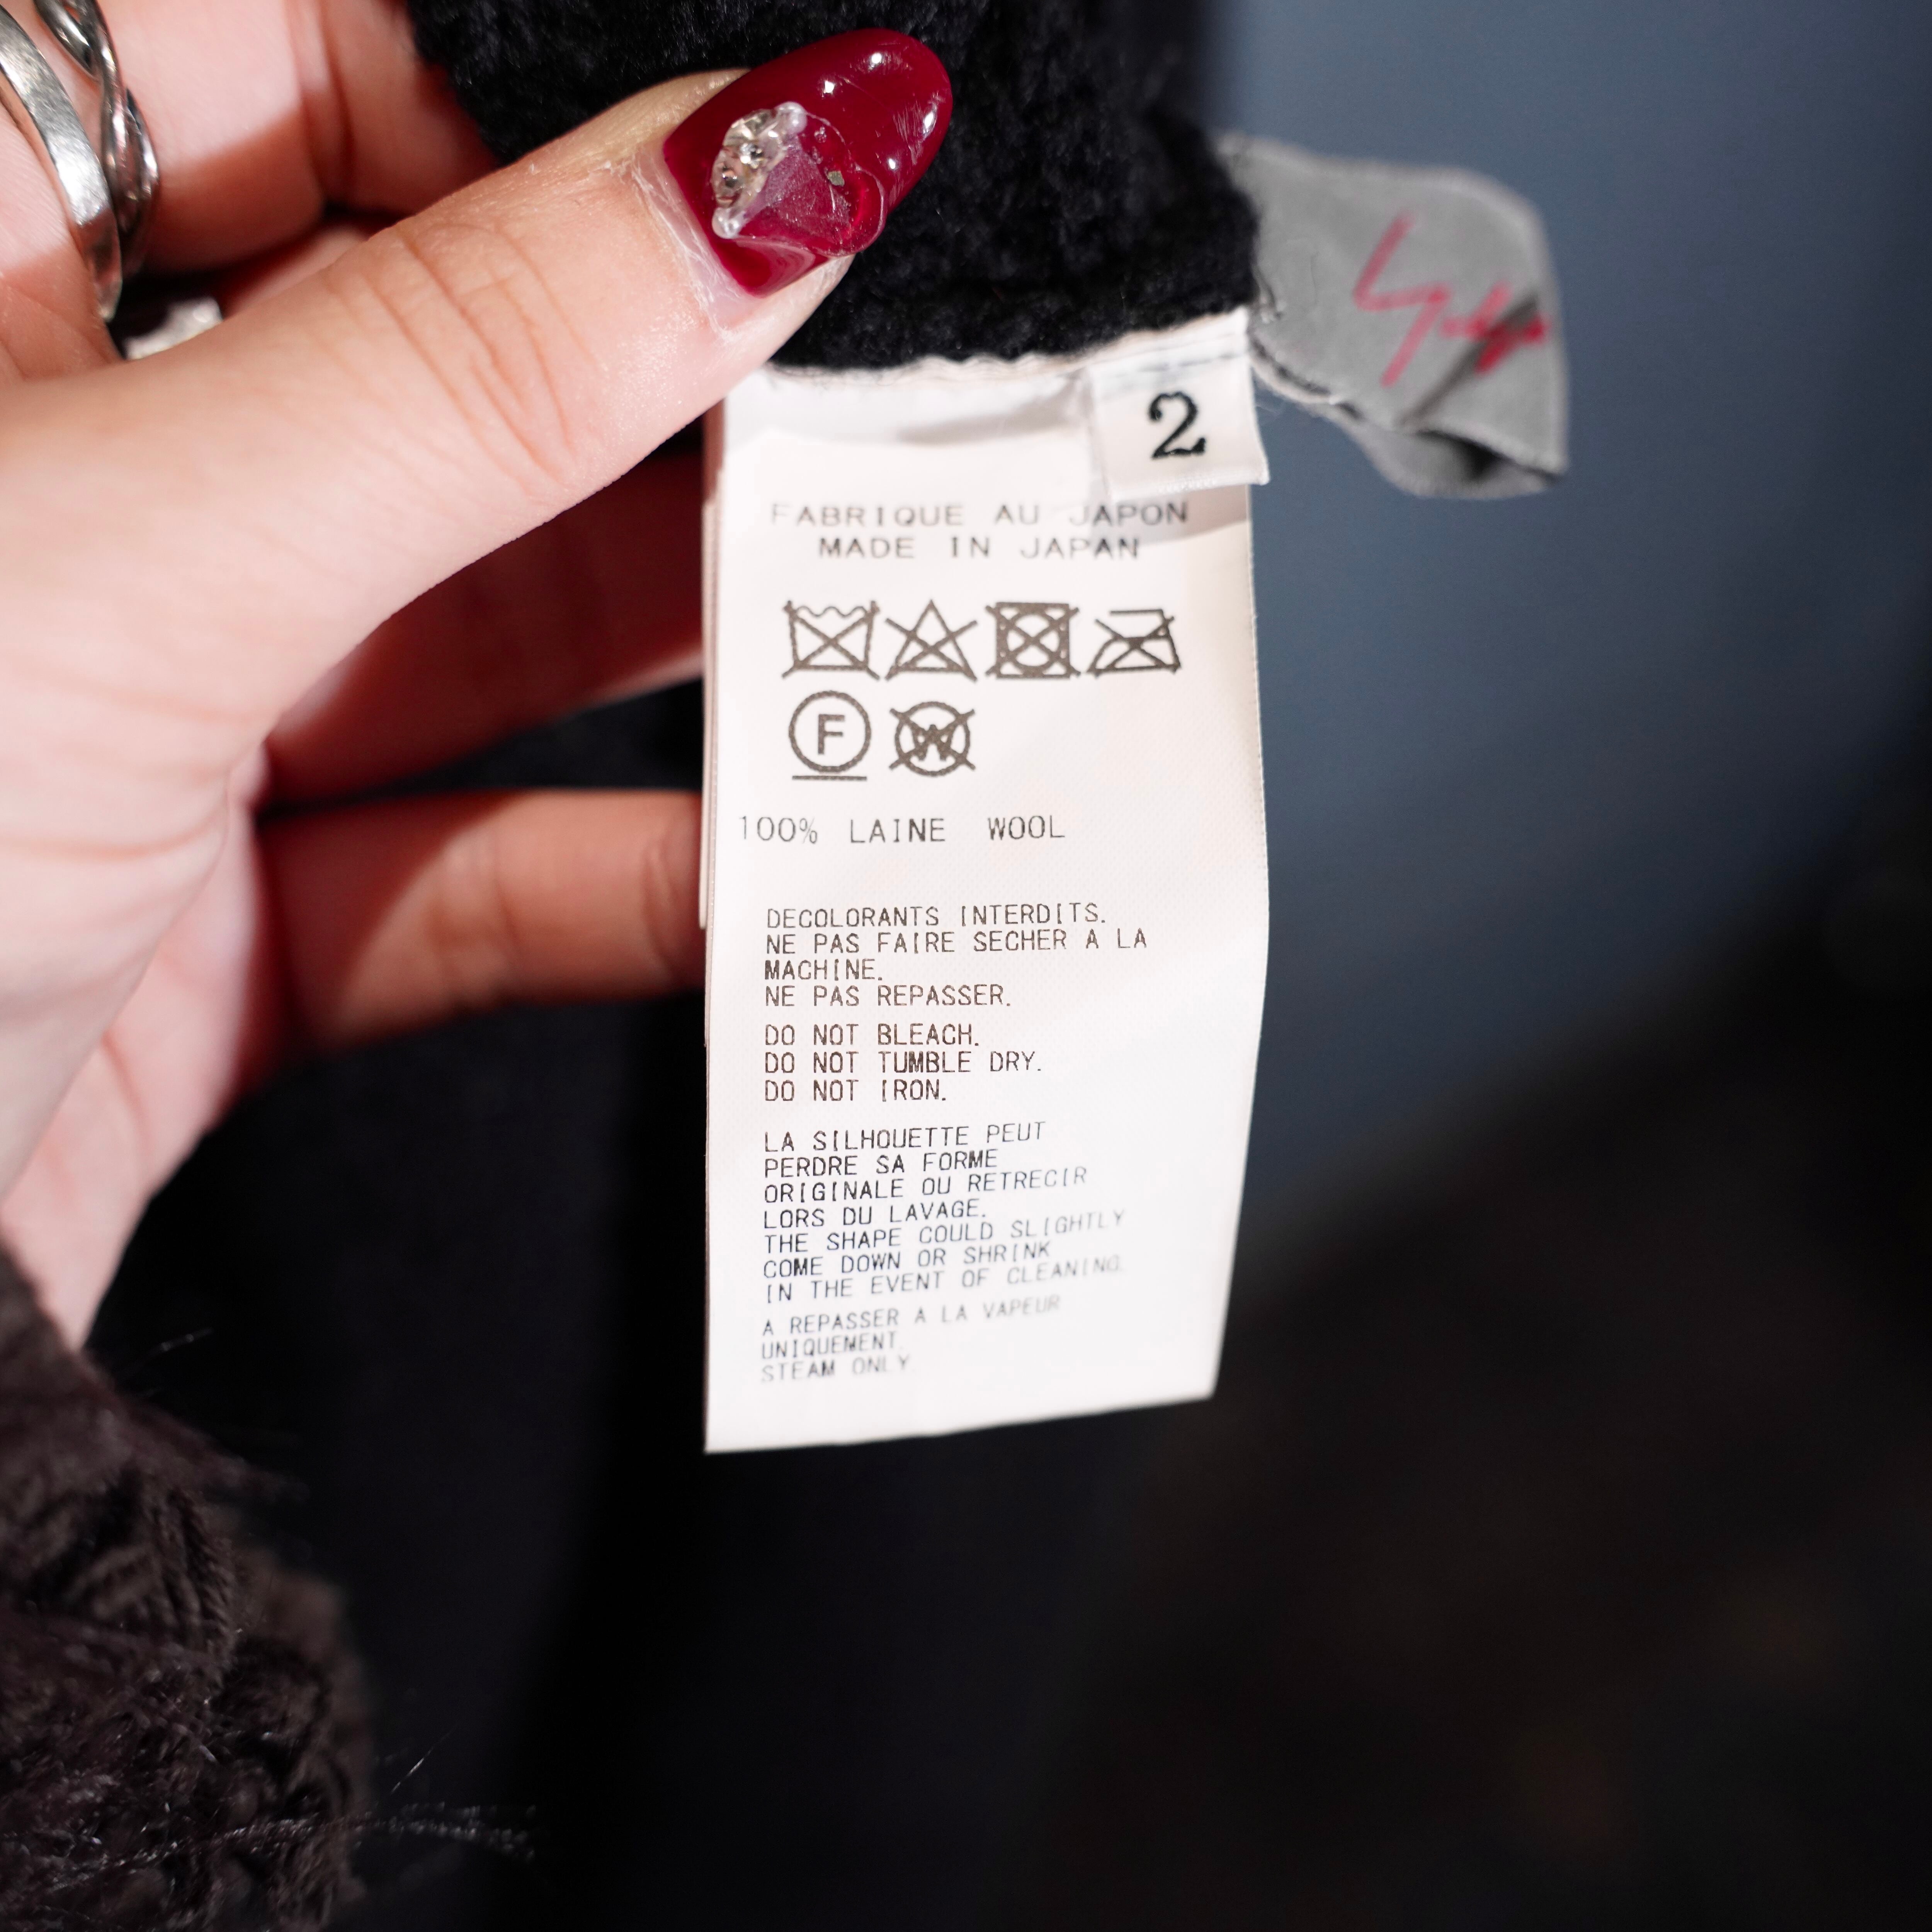 2
FABRIQUE AU JAPON
MADE IN JAPAN
F
W
100% LAINE WOOL
DECOLORANTS INTERDITS.
NE PAS FAIRE SECHER A LA
MACHINE.
NE PAS REPASSER.
DO NOT BLEACH.
DO NOT TUMBLE DRY.
DO NOT IRON.
LA SILHOUETTE PEUT
PERDRE SA FORME
ORIGINALE OU RETRECIR
LORS DU LAVAGE.
THE SHAPE COULD SLIGHTLY
COME DOWN OR SHRINK
IN THE EVENT OF CLEANING.
A REPASSER A LA VAPEUR
UNIQUEMENT.
STEAM ONLY